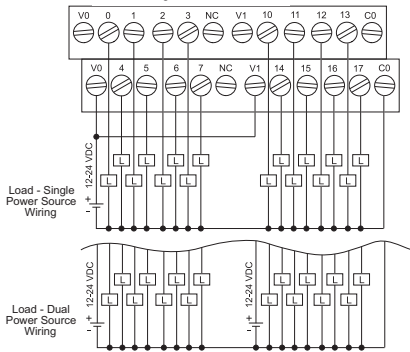 V0 0 1 2 3 NC V1 10 11 12 13 C0
V0 4 5 6 7 NC V1 14 15 16 17 C0
12-24 VDC
L L L L L L L L
L L L L L L L L
Load - Single
Power Source
Wiring
+
-
12-24 VDC
12-24 VDC
L L L L L L L L
L L L L L L L L
Load - Dual
Power Source
Wiring
+
-
+
-